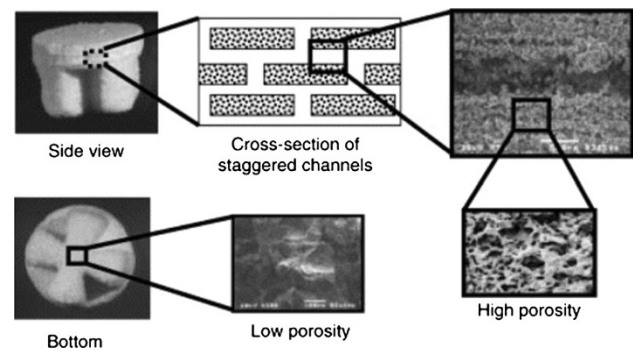 Side view
Cross-section of
staggered channels
High porosity
Low porosity
Bottom